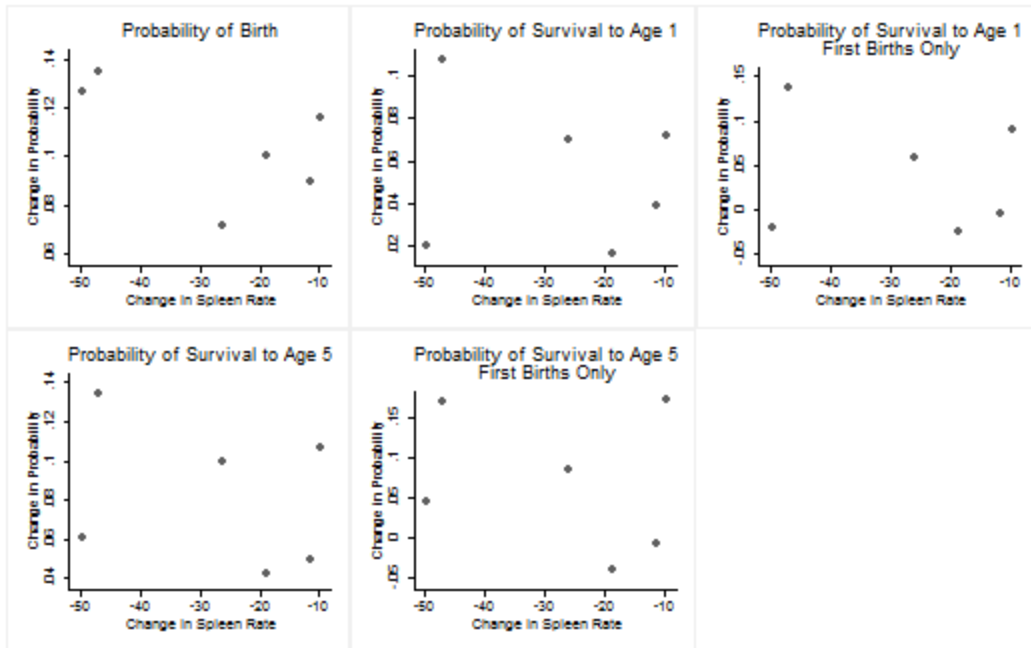 Probability of Birth
Change in Probability
.14
.12
.1
.08
.06
-50 -40 -30 -20 -10
Change in Spleen Rate
Probability of Survival to Age 1
Change in Probability
.1
.08
.06
.04
.02
-50 -40 -30 -20 -10
Change in Spleen Rate
Probability of Survival to Age 1
First Births Only
Change in Probability
.15
.1
.05
0
-.05
-50 -40 -30 -20 -10
Change in Spleen Rate
Probability of Survival to Age 5
Change in Probability
.14
.12
.1
.08
.06
.04
-50 -40 -30 -20 -10
Change in Spleen Rate
Probability of Survival to Age 5
First Births Only
Change in Probability
.15
.1
.05
0
-.05
-50 -40 -30 -20 -10
Change in Spleen Rate